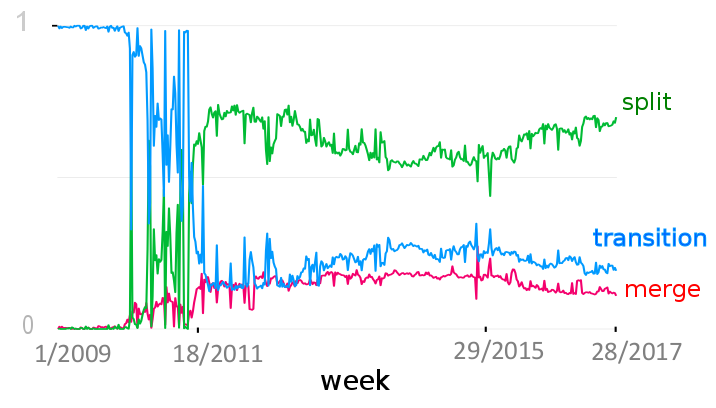 1
split
transition
merge
0
1/2009
18/2011
29/2015
28/2017
week